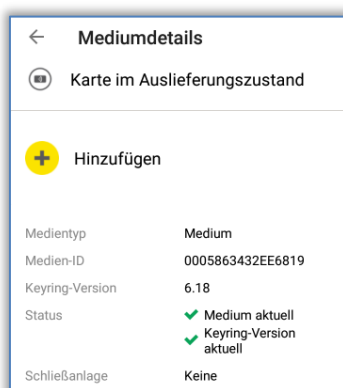 Mediumdetails
Karte im Auslieferungszustand
Hinzufügen
Medientyp Medium
Medien-ID 0005863432EE6819
Keyring-Version 6.18
Status Medium aktuell
Keyring-Version
aktuell
Schließanlage Keine